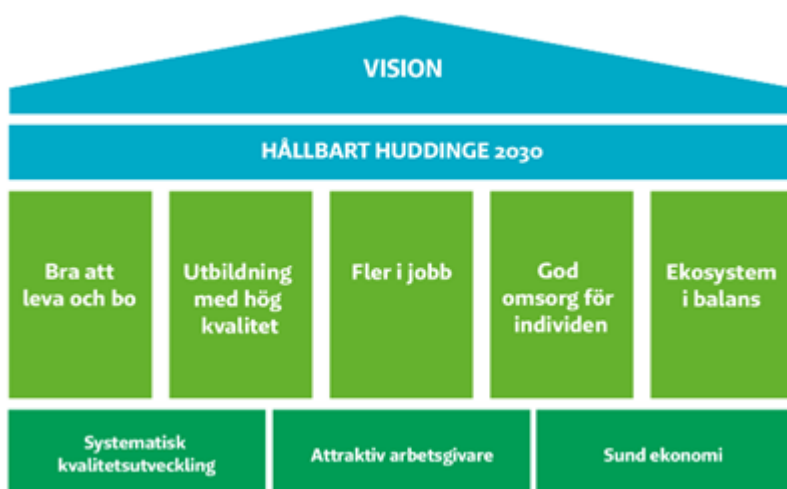 VISION
HÅLLBART HUDDINGE 2030
Bra att
leva och bo
Utbildning
med hög
kvalitet
Fler i jobb
God
omsorg för
individen
Ekosystem
i balans
Systematisk
kvalitetsutveckling
Attraktiv arbetsgivare
Sund ekonomi